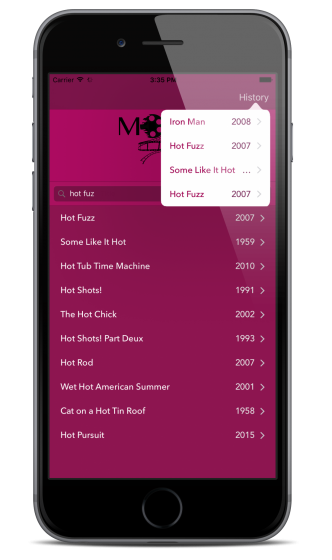 Carrier 3:35 PM
History
M
Iron Man 2008
Hot Fuzz 2007
Some Like It Hot ...
Hot Fuzz 2007
hot fuz
Hot Fuzz 2007
Some Like It Hot 1959
Hot Tub Time Machine 2010
Hot Shots! 1991
The Hot Chick 2002
Hot Shots! Part Deux 1993
Hot Rod 2007
Wet Hot American Summer 2001
Cat on a Hot Tin Roof 1958
Hot Pursuit 2015